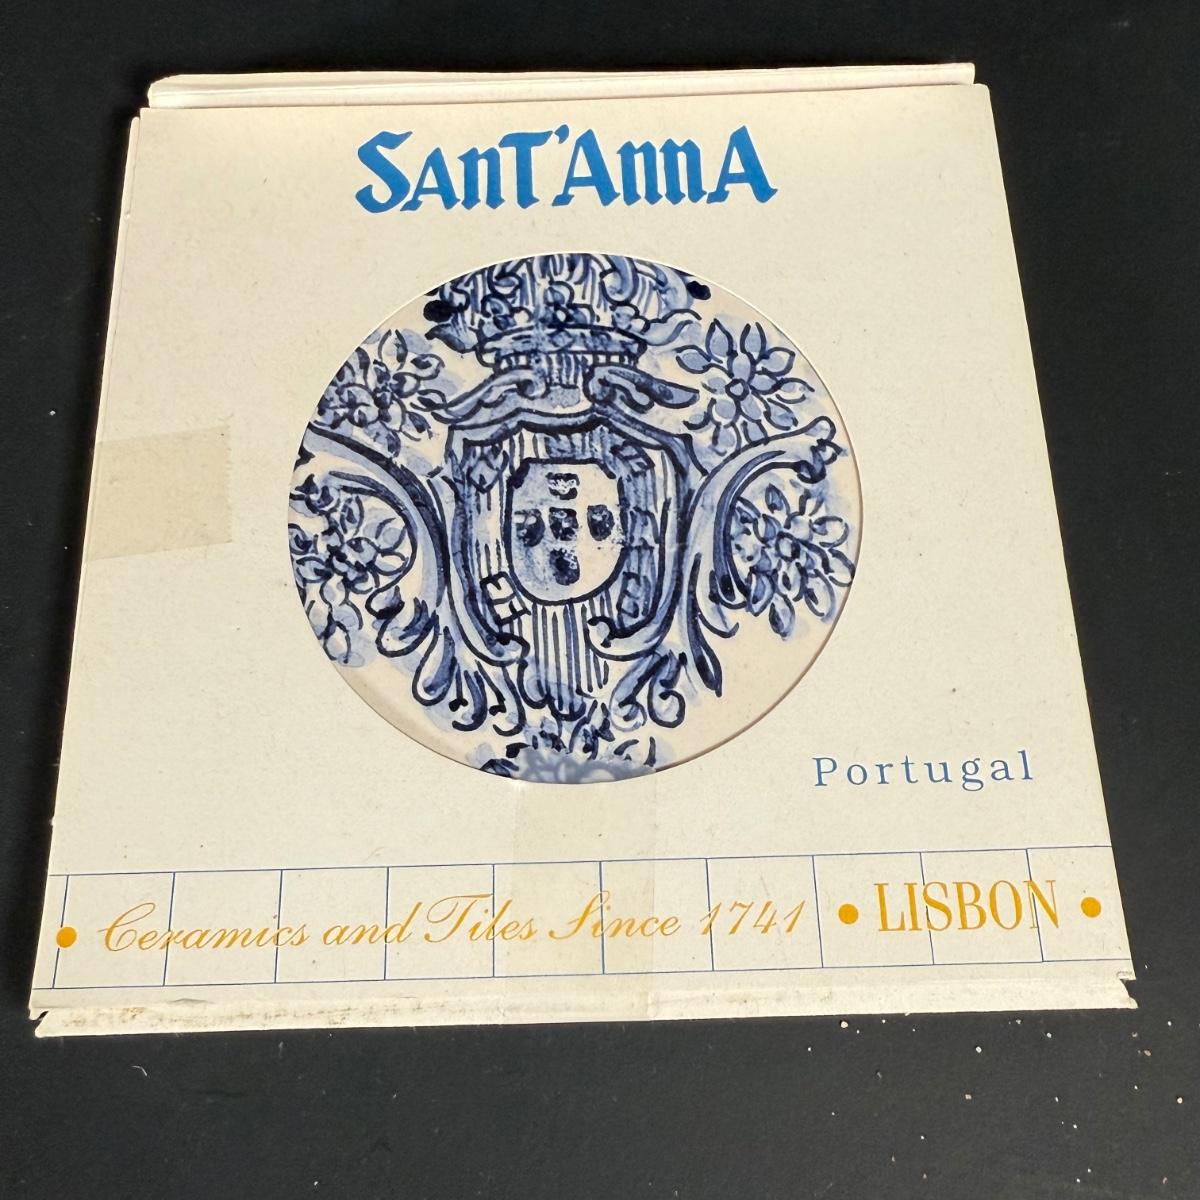 SANT'ANNA
Portugal
Ceramics and Tiles Since 1741 • LISBON •